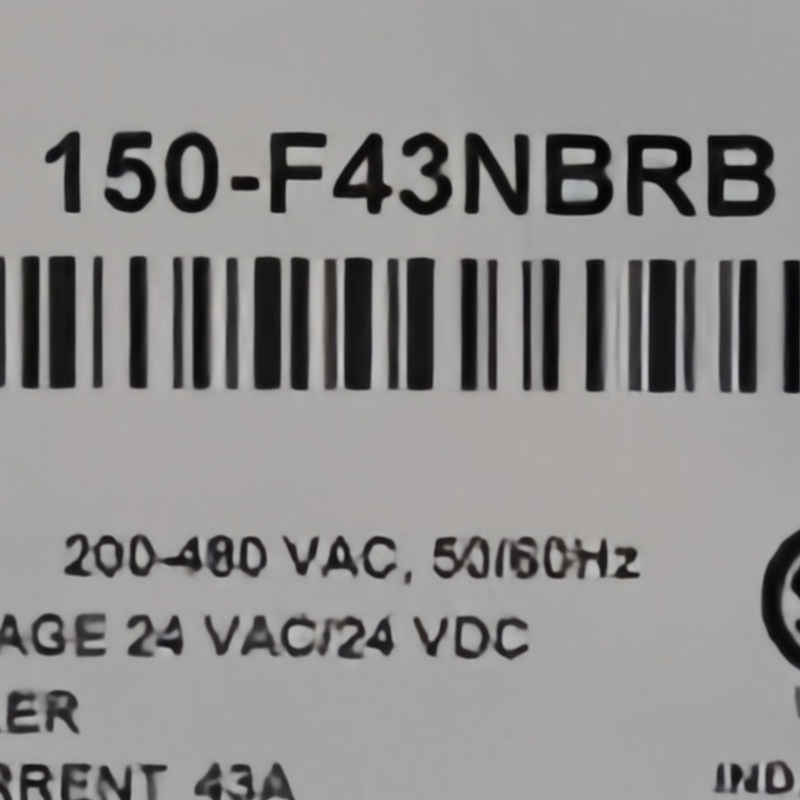 150-F43NBRB
200-480 VAC, 50/60Hz
AGE 24 VAC/24 VDC
ER
RRENT 43A
IND.